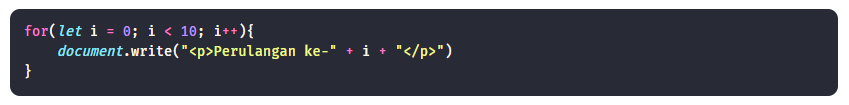 for(let i = 0; i < 10; i++){
    document.write("<p>Perulangan ke-" + i + "</p>")
}